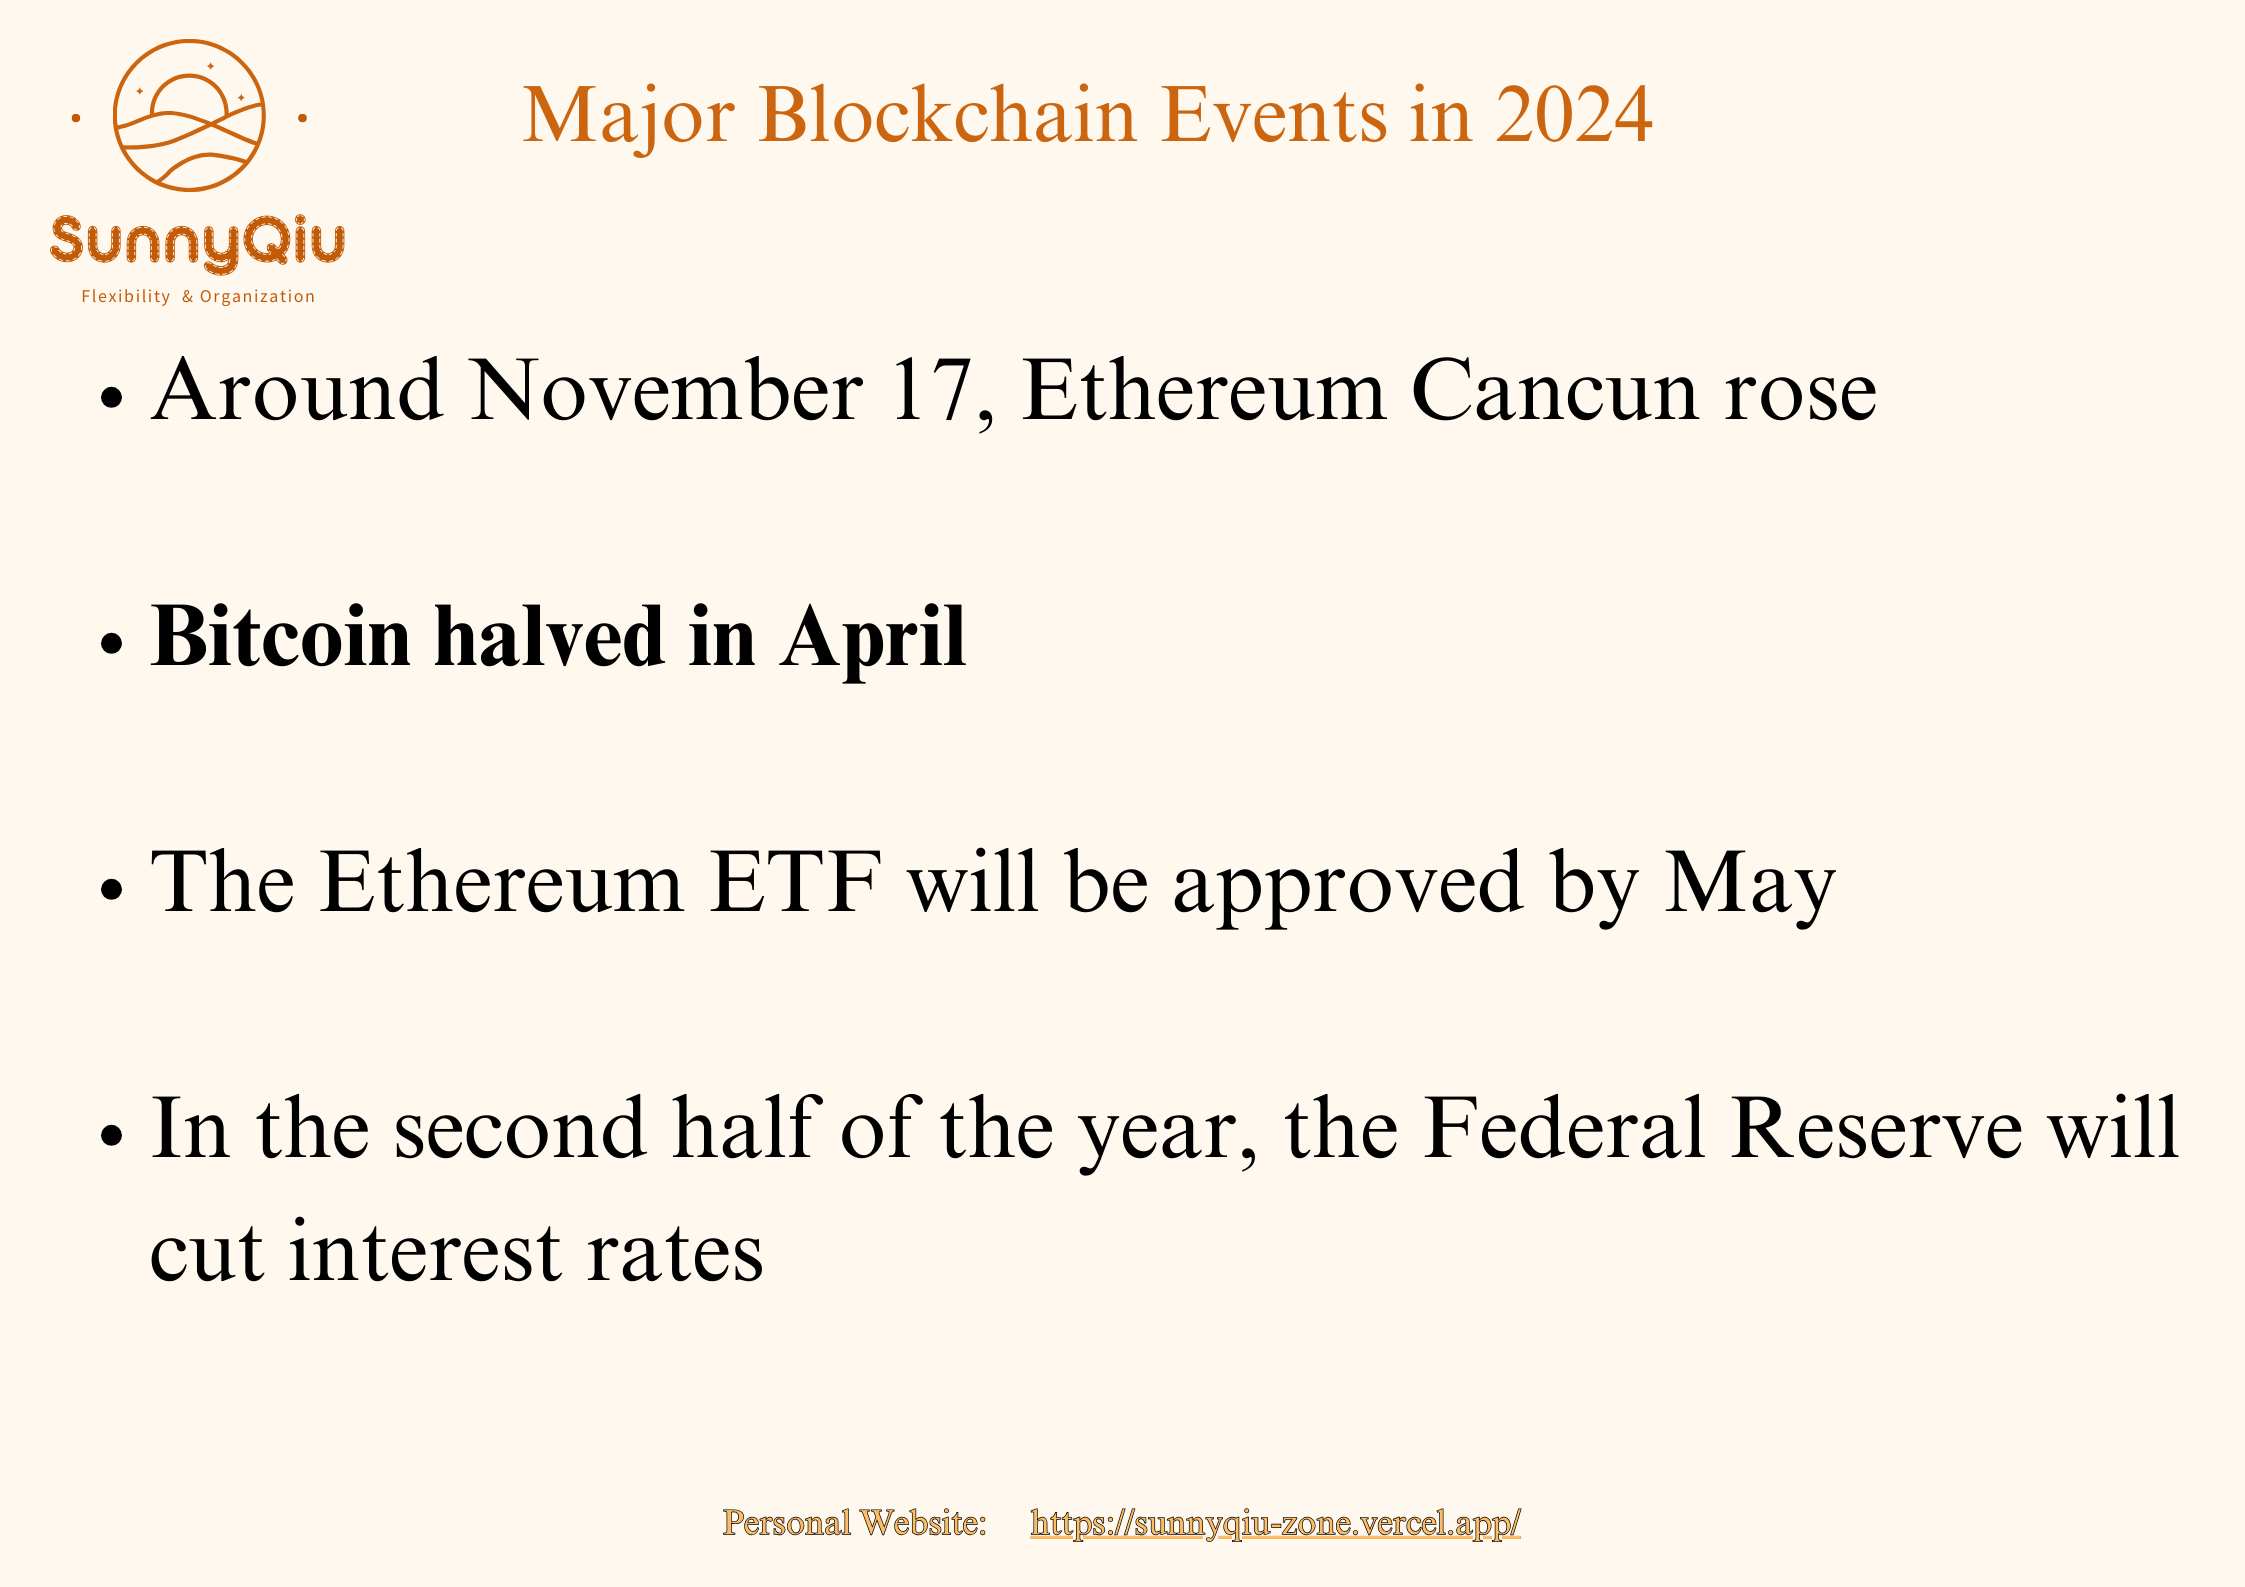 Major Blockchain Events in 2024
SunnyQiu
Flexibility & Organization
• Around November 17, Ethereum Cancun rose
• Bitcoin halved in April
• The Ethereum ETF will be approved by May
• In the second half of the year, the Federal Reserve will
cut interest rates
Personal Website: https://sunnyqiu-zone.vercel.app/